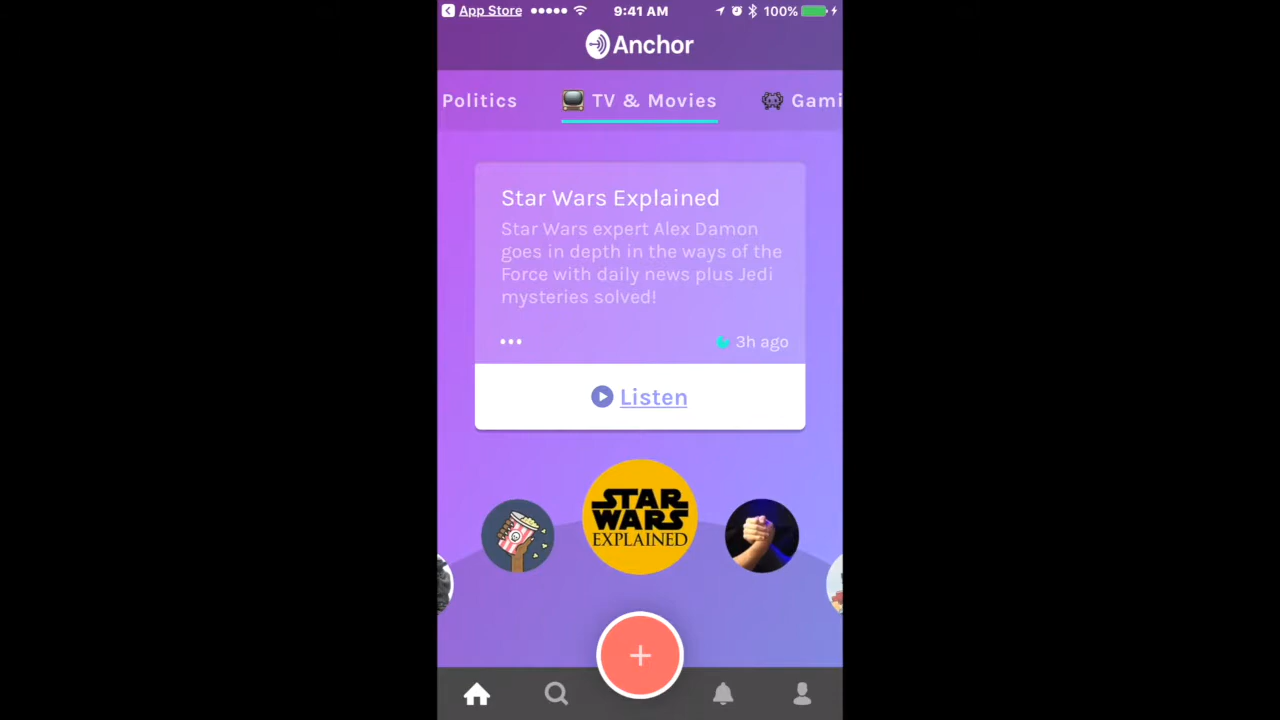 App Store 9:41 AM 100%
Anchor
Politics TV & Movies Gami
Star Wars Explained
Star Wars expert Alex Damon
goes in depth in the ways of the
Force with daily news plus Jedi
mysteries solved!
3h ago
Listen
STAR
WARS
EXPLAINED